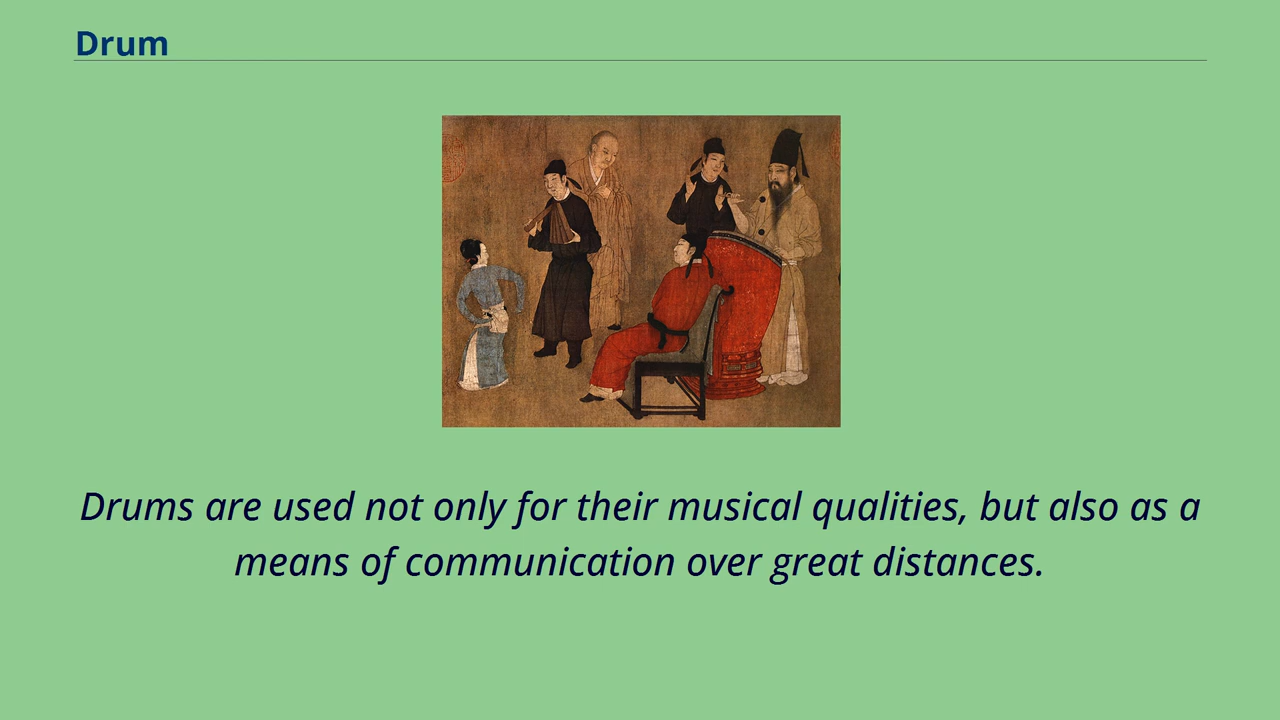 Drum
Drums are used not only for their musical qualities, but also as a
means of communication over great distances.